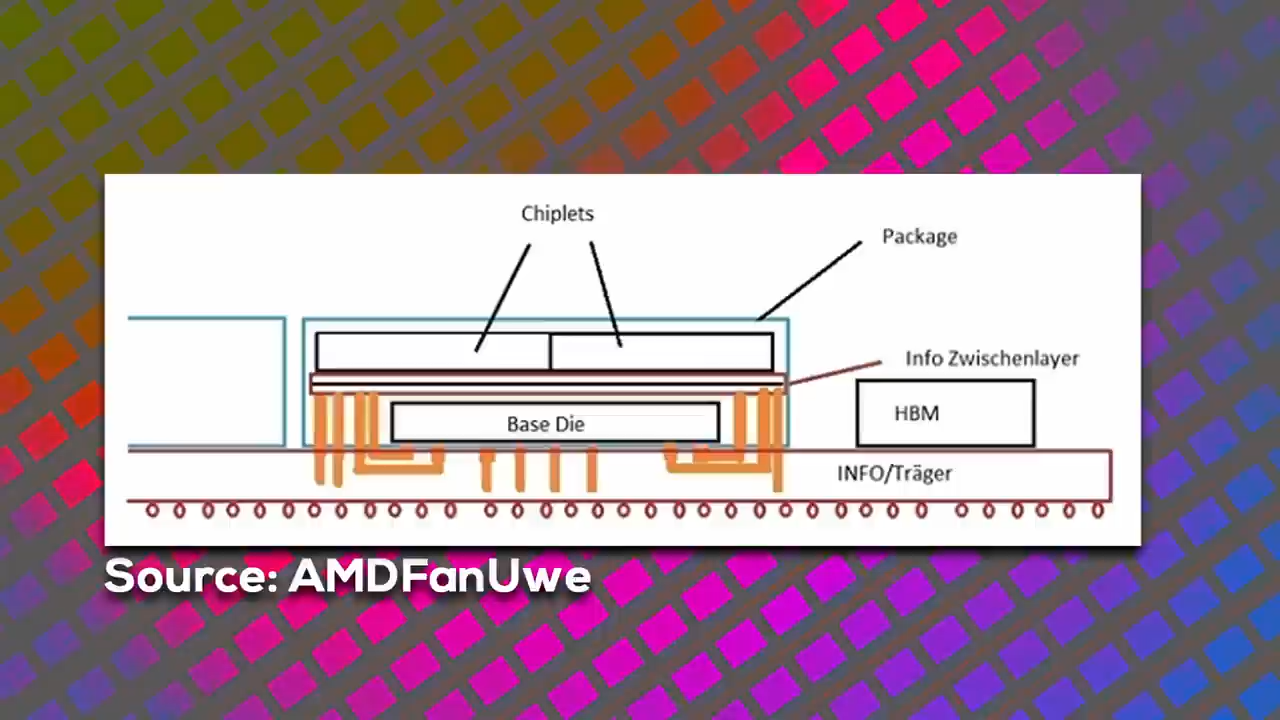 Chiplets
Package
Info Zwischenlayer
HBM
Base Die
INFO/Träger
Source: AMDFanUwe